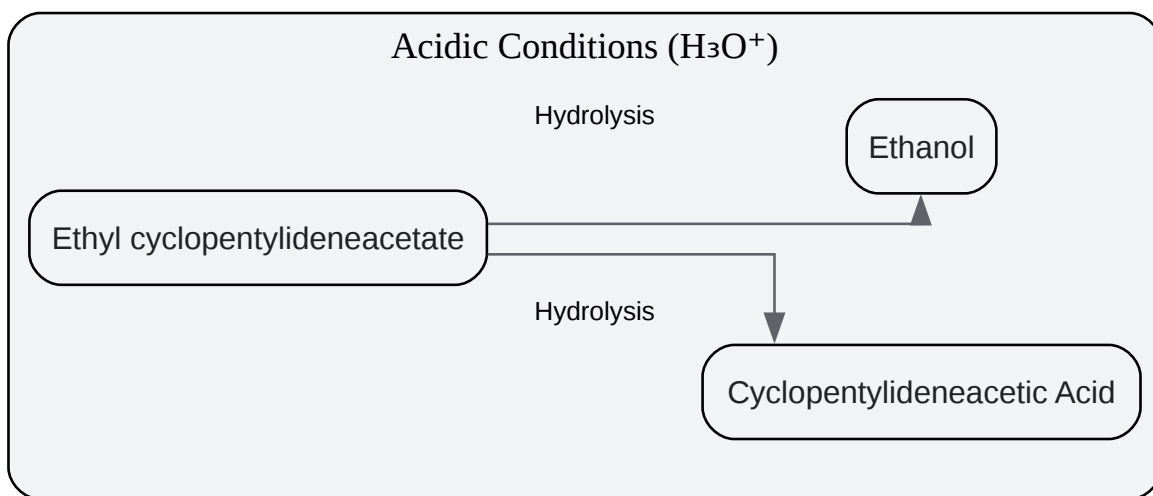 Acidic Conditions (H₃O⁺)
Hydrolysis
Ethanol
Ethyl cyclopentylideneacetate
Hydrolysis
Cyclopentylideneacetic Acid